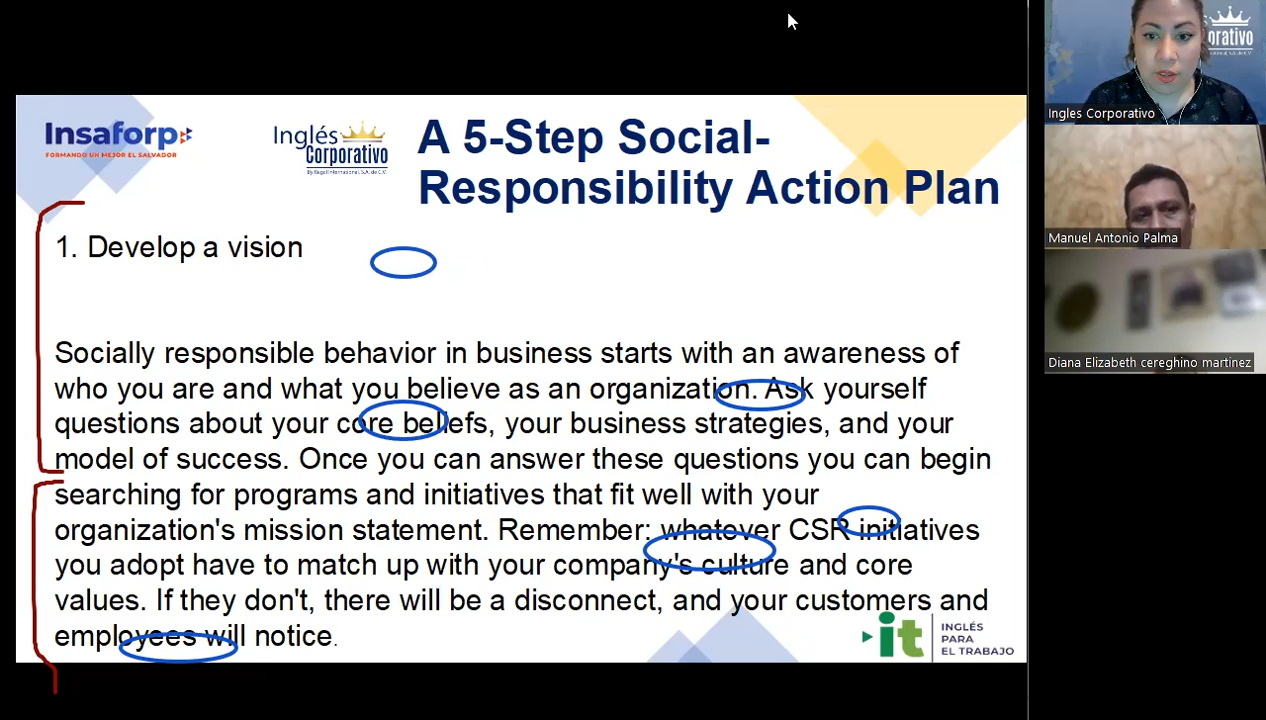 Insaforp
FORMANDO UN MEJOR EL SALVADOR
Inglés
Corporativo
By Regal International, S.A. de C.V.
A 5-Step Social-
Responsibility Action Plan
1. Develop a vision
Socially responsible behavior in business starts with an awareness of
who you are and what you believe as an organization. Ask yourself
questions about your core beliefs, your business strategies, and your
model of success. Once you can answer these questions you can begin
searching for programs and initiatives that fit well with your
organization's mission statement. Remember: whatever CSR initiatives
you adopt have to match up with your company's culture and core
values. If they don't, there will be a disconnect, and your customers and
employees will notice.
it
INGLÉS
PARA
EL TRABAJO
orativo
Ingles Corporativo
Manuel Antonio Palma
Diana Elizabeth cereghino martinez